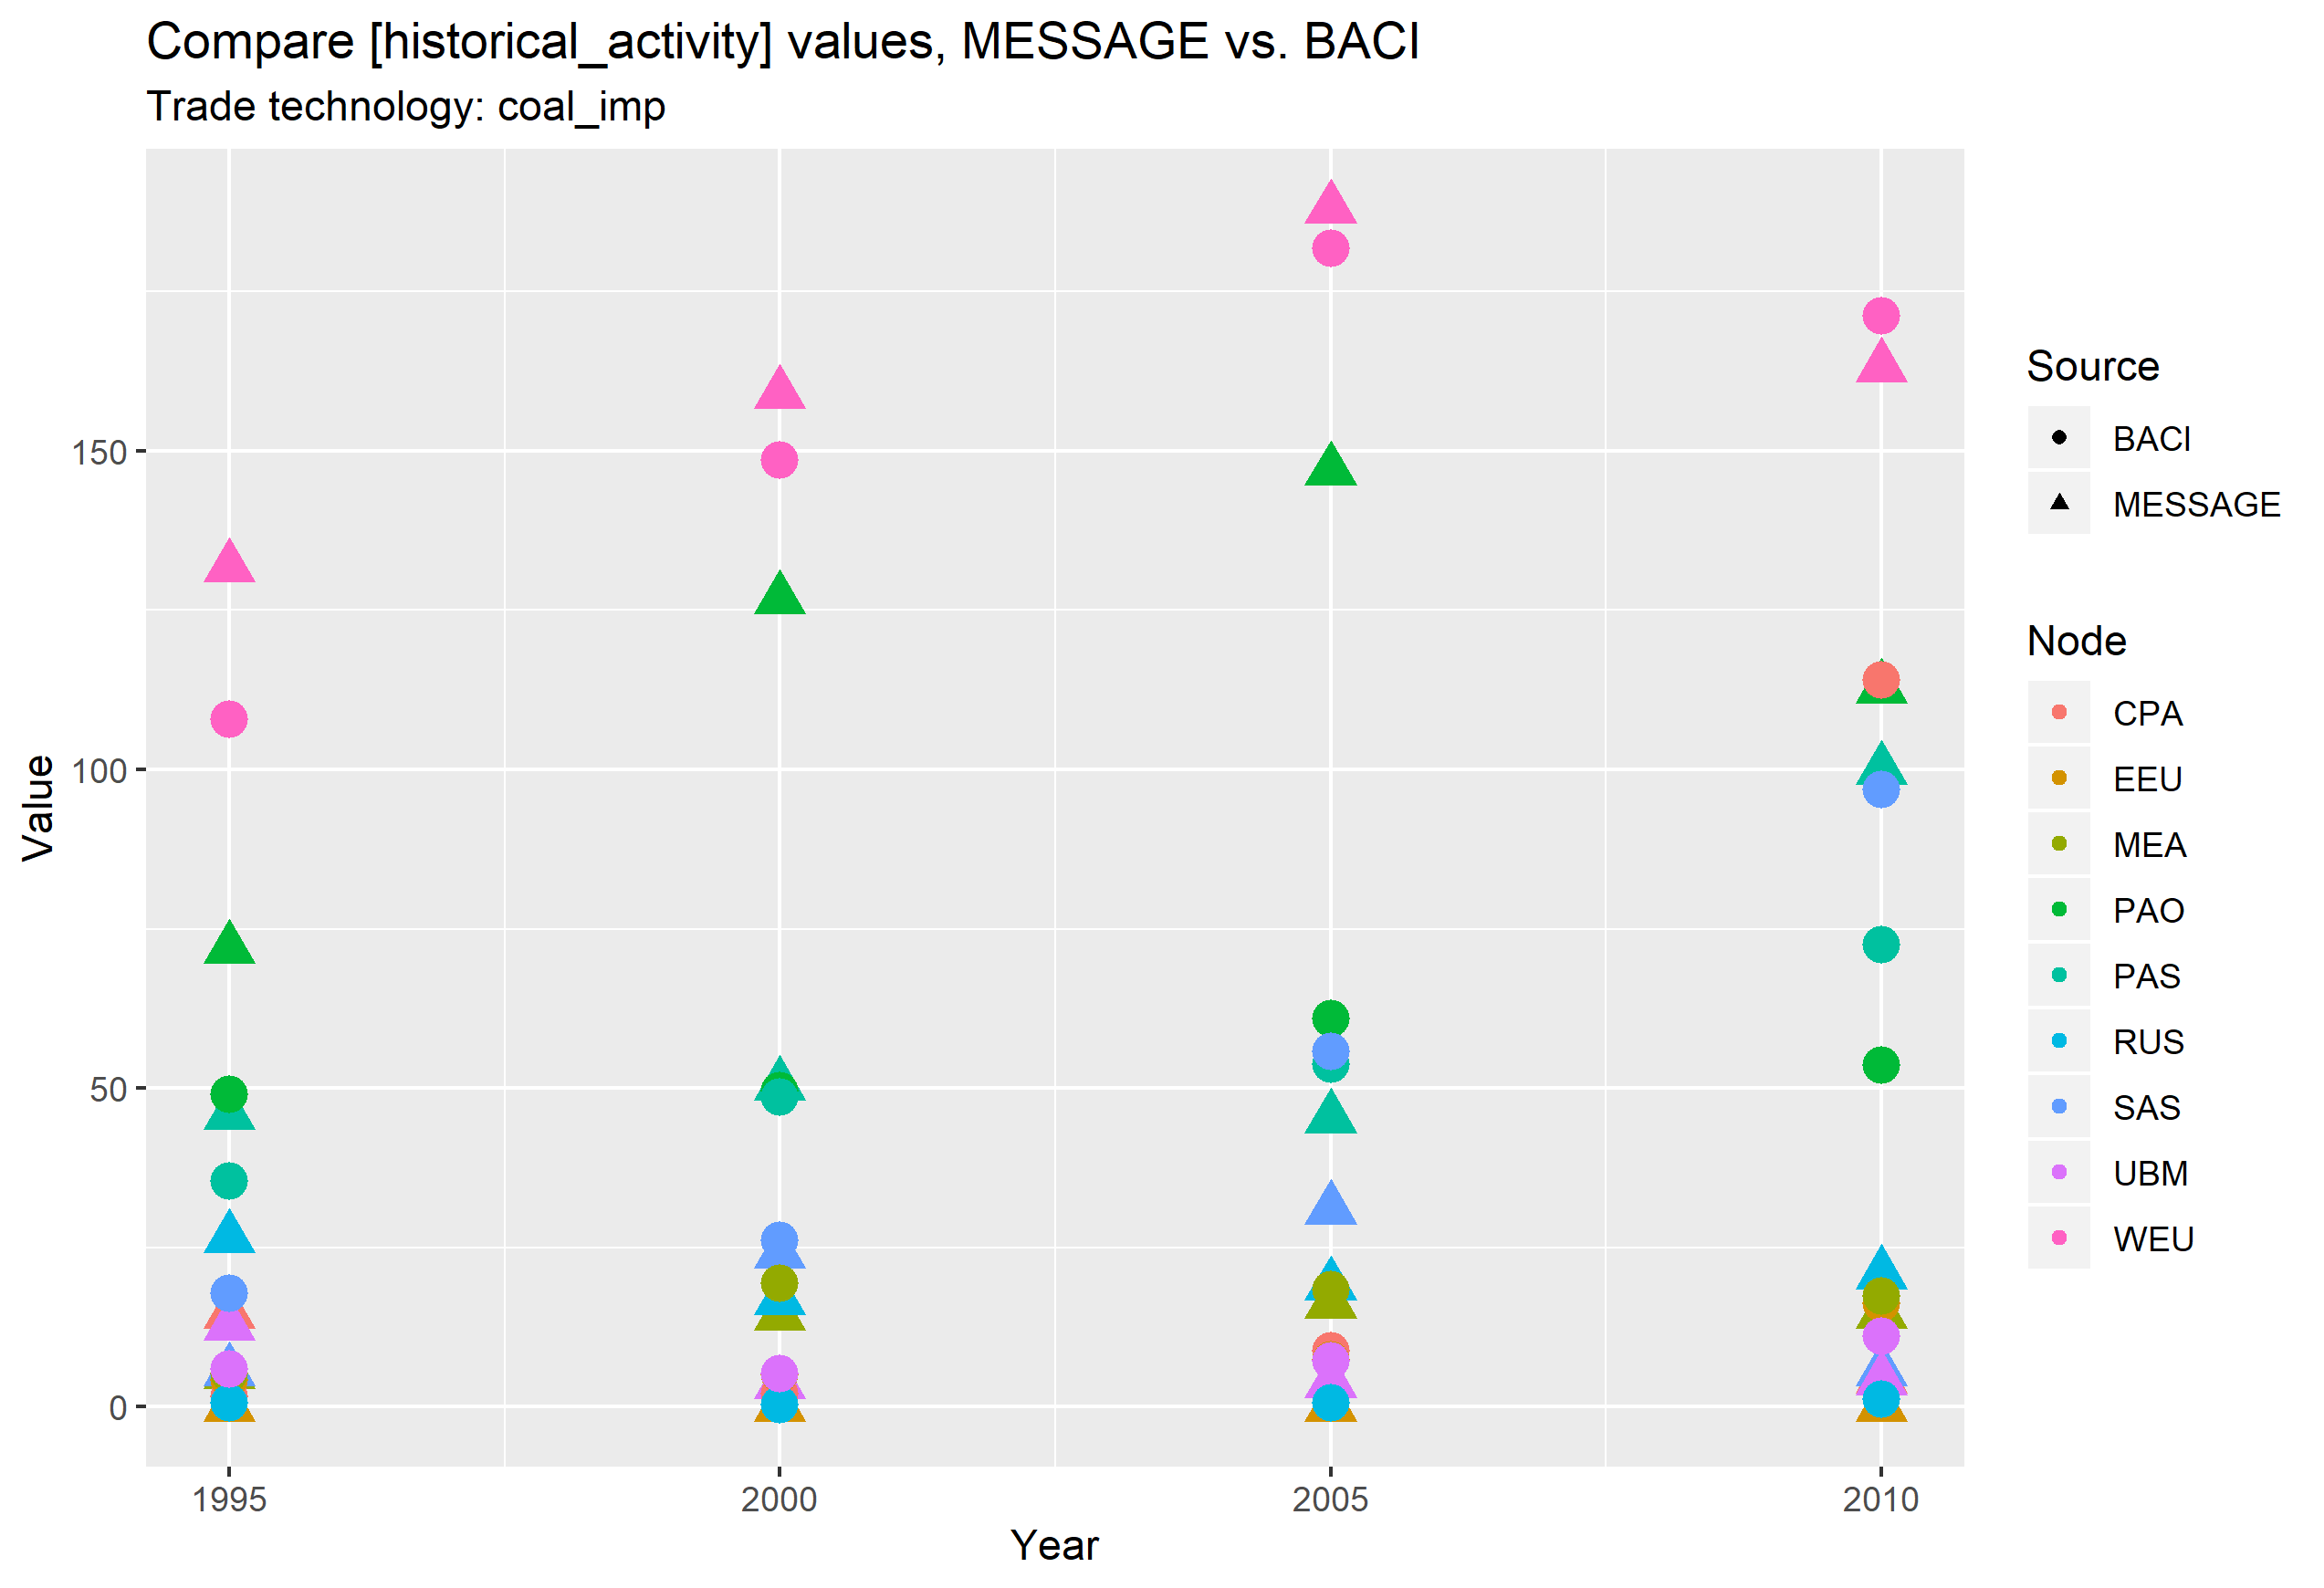 Compare [historical_activity] values, MESSAGE vs. BACI
Trade technology: coal_imp
Value
150
100
50
0
1995 2000 2005 2010
Year
Source
BACI
MESSAGE
Node
CPA
EEU
MEA
PAO
PAS
RUS
SAS
UBM
WEU